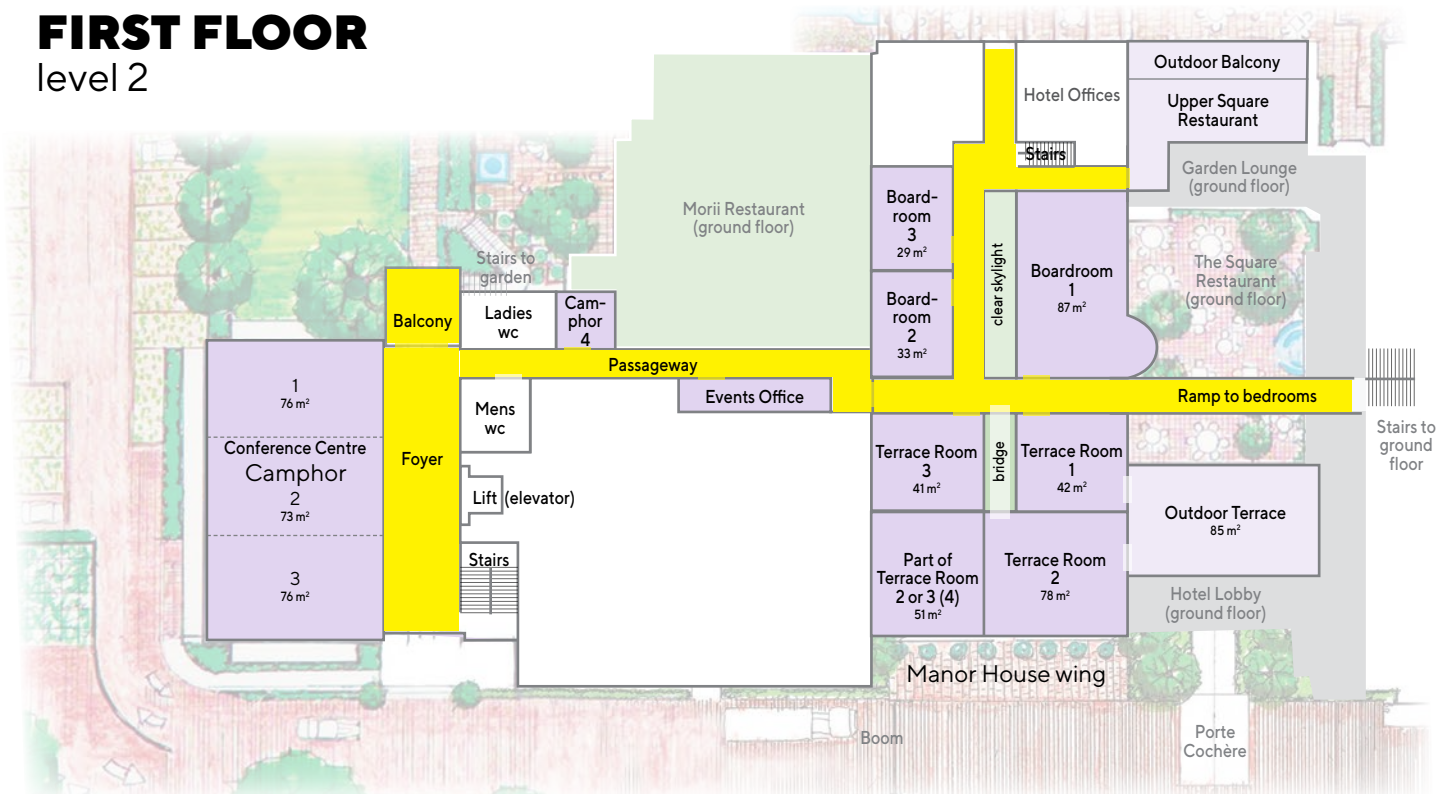 FIRST FLOOR
level 2
Outdoor Balcony
Hotel Offices
Upper Square
Restaurant
Stairs
Garden Lounge
(ground floor)
Board-
room
3
29 m²
Morii Restaurant
(ground floor)
Stairs to
garden
clear skylight
Boardroom
1
87 m²
The Square
Restaurant
(ground floor)
Balcony
Ladies
wc
Cam-
phor
4
Board-
room
2
33 m²
Passageway
Events Office
Ramp to bedrooms
1
76 m²
Mens
wc
Stairs to
ground
floor
Conference Centre
Camphor
2
73 m²
Foyer
Terrace Room
3
41 m²
bridge
Terrace Room
1
42 m²
Lift (elevator)
Outdoor Terrace
85 m²
Stairs
3
76 m²
Part of
Terrace Room
2 or 3 (4)
51 m²
Terrace Room
2
78 m²
Hotel Lobby
(ground floor)
Manor House wing
Boom
Porte
Cochère